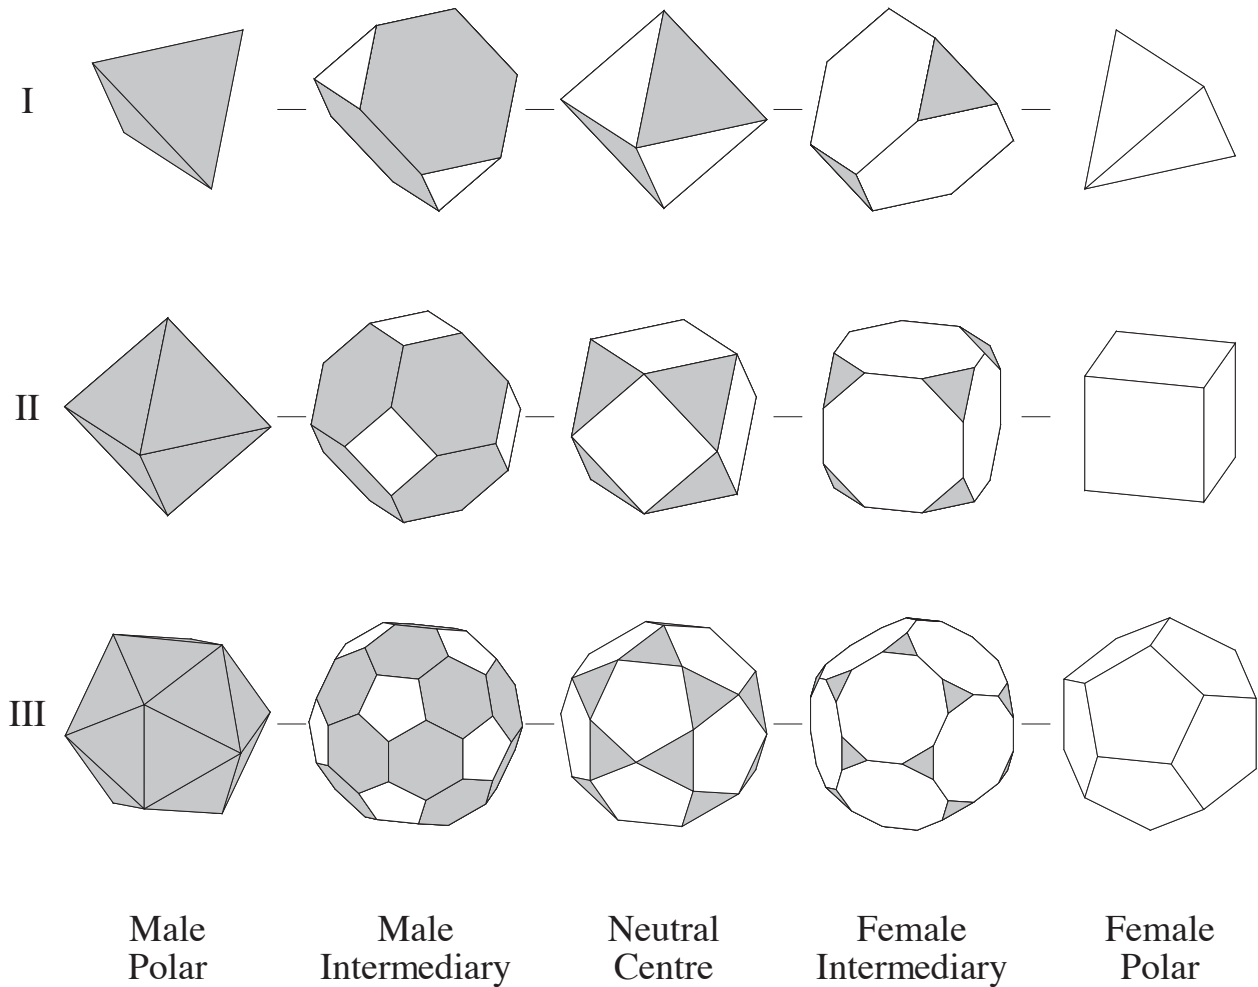 I
II
III
Male Male Neutral Female Female
Polar Intermediary Centre Intermediary Polar